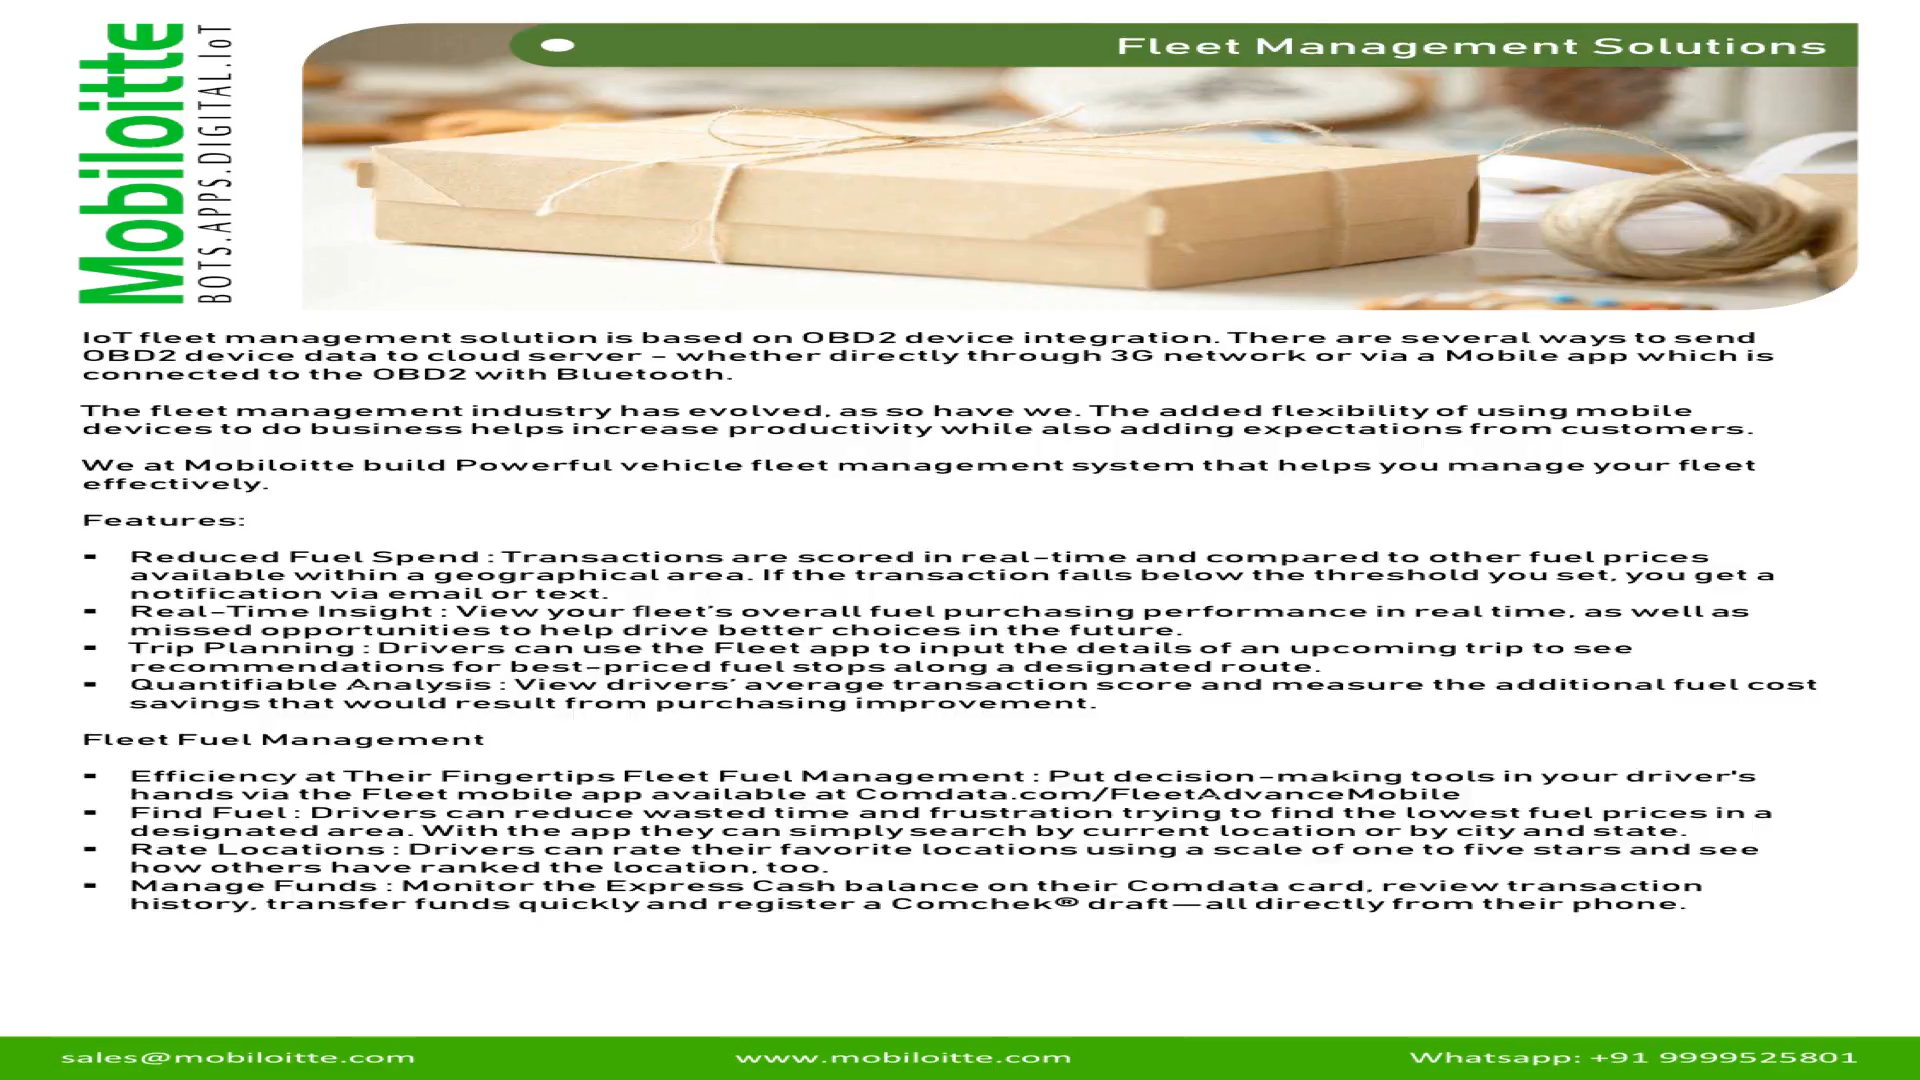 Mobiloitte
BOTS.APPS.DIGITAL.IoT
Fleet Management Solutions
IoT fleet management solution is based on OBD2 device integration. There are several ways to send
OBD2 device data to cloud server – whether directly through 3G network or via a Mobile app which is
connected to the OBD2 with Bluetooth.
The fleet management industry has evolved, as so have we. The added flexibility of using mobile
devices to do business helps increase productivity while also adding expectations from customers.
We at Mobiloitte build Powerful vehicle fleet management system that helps you manage your fleet
effectively.
Features:
▪ Reduced Fuel Spend : Transactions are scored in real-time and compared to other fuel prices
available within a geographical area. If the transaction falls below the threshold you set, you get a
notification via email or text.
▪ Real-Time Insight : View your fleet's overall fuel purchasing performance in real time, as well as
missed opportunities to help drive better choices in the future.
▪ Trip Planning : Drivers can use the Fleet app to input the details of an upcoming trip to see
recommendations for best-priced fuel stops along a designated route.
▪ Quantifiable Analysis : View drivers' average transaction score and measure the additional fuel cost
savings that would result from purchasing improvement.
Fleet Fuel Management
▪ Efficiency at Their Fingertips Fleet Fuel Management : Put decision-making tools in your driver's
hands via the Fleet mobile app available at Comdata.com/FleetAdvanceMobile
▪ Find Fuel : Drivers can reduce wasted time and frustration trying to find the lowest fuel prices in a
designated area. With the app they can simply search by current location or by city and state.
▪ Rate Locations : Drivers can rate their favorite locations using a scale of one to five stars and see
how others have ranked the location, too.
▪ Manage Funds : Monitor the Express Cash balance on their Comdata card, review transaction
history, transfer funds quickly and register a Comchek® draft—all directly from their phone.
sales@mobiloitte.com
www.mobiloitte.com
Whatsapp: +91 9999525801